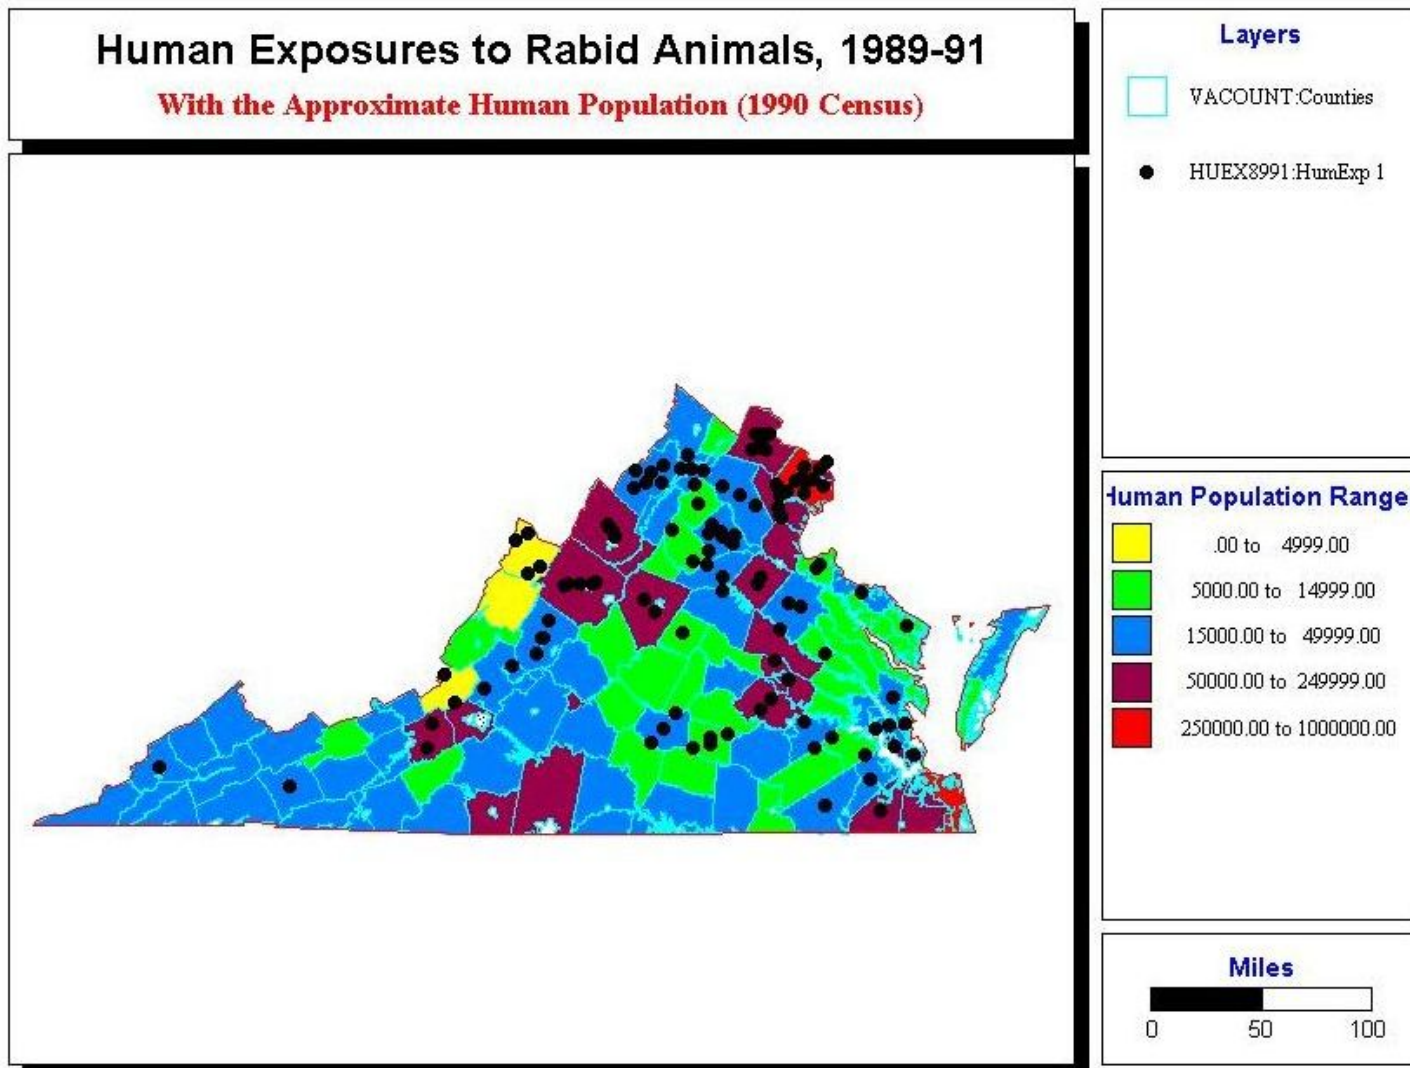 Human Exposures to Rabid Animals, 1989-91
With the Approximate Human Population (1990 Census)
Layers
VACOUNT:Counties
HUEX8991:HumExp 1
Human Population Range
.00 to 4999.00
5000.00 to 14999.00
15000.00 to 49999.00
50000.00 to 249999.00
250000.00 to 1000000.00
Miles
0 50 100